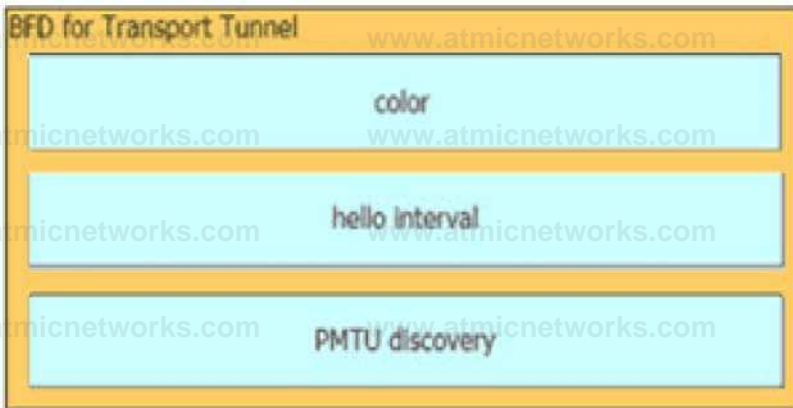 BFD for Transport Tunnel
www.atmicnetworks.com
color
tmicnetworks.com www.atmicnetworks.com
hello interval
tmicnetworks.com www.atmicnetworks.com
tmicnetworks.com www.atmicnetworks.com
PMTU discovery